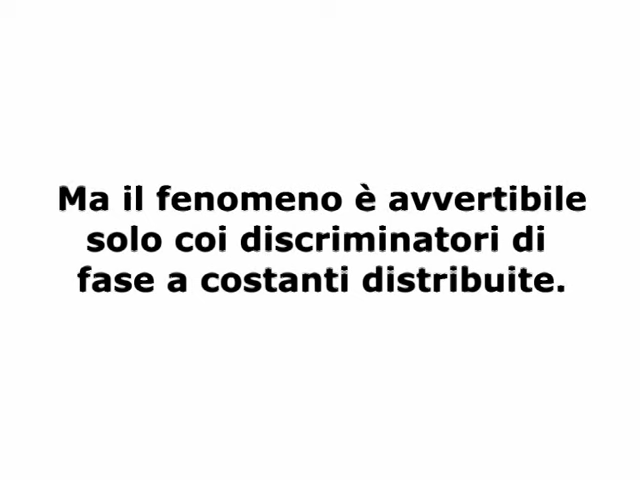 Ma il fenomeno è avvertibile
solo coi discriminatori di
fase a costanti distribuite.